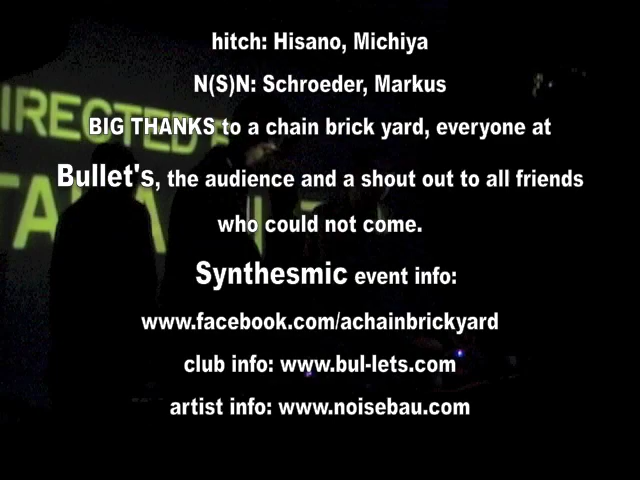 hitch: Hisano, Michiya
N(S)N: Schroeder, Markus
IRECTED
BIG THANKS to a chain brick yard, everyone at
Bullet's, the audience and a shout out to all friends
who could not come.
Synthesmic event info:
www.facebook.com/achainbrickyard
club info: www.bul-lets.com
artist info: www.noisebau.com